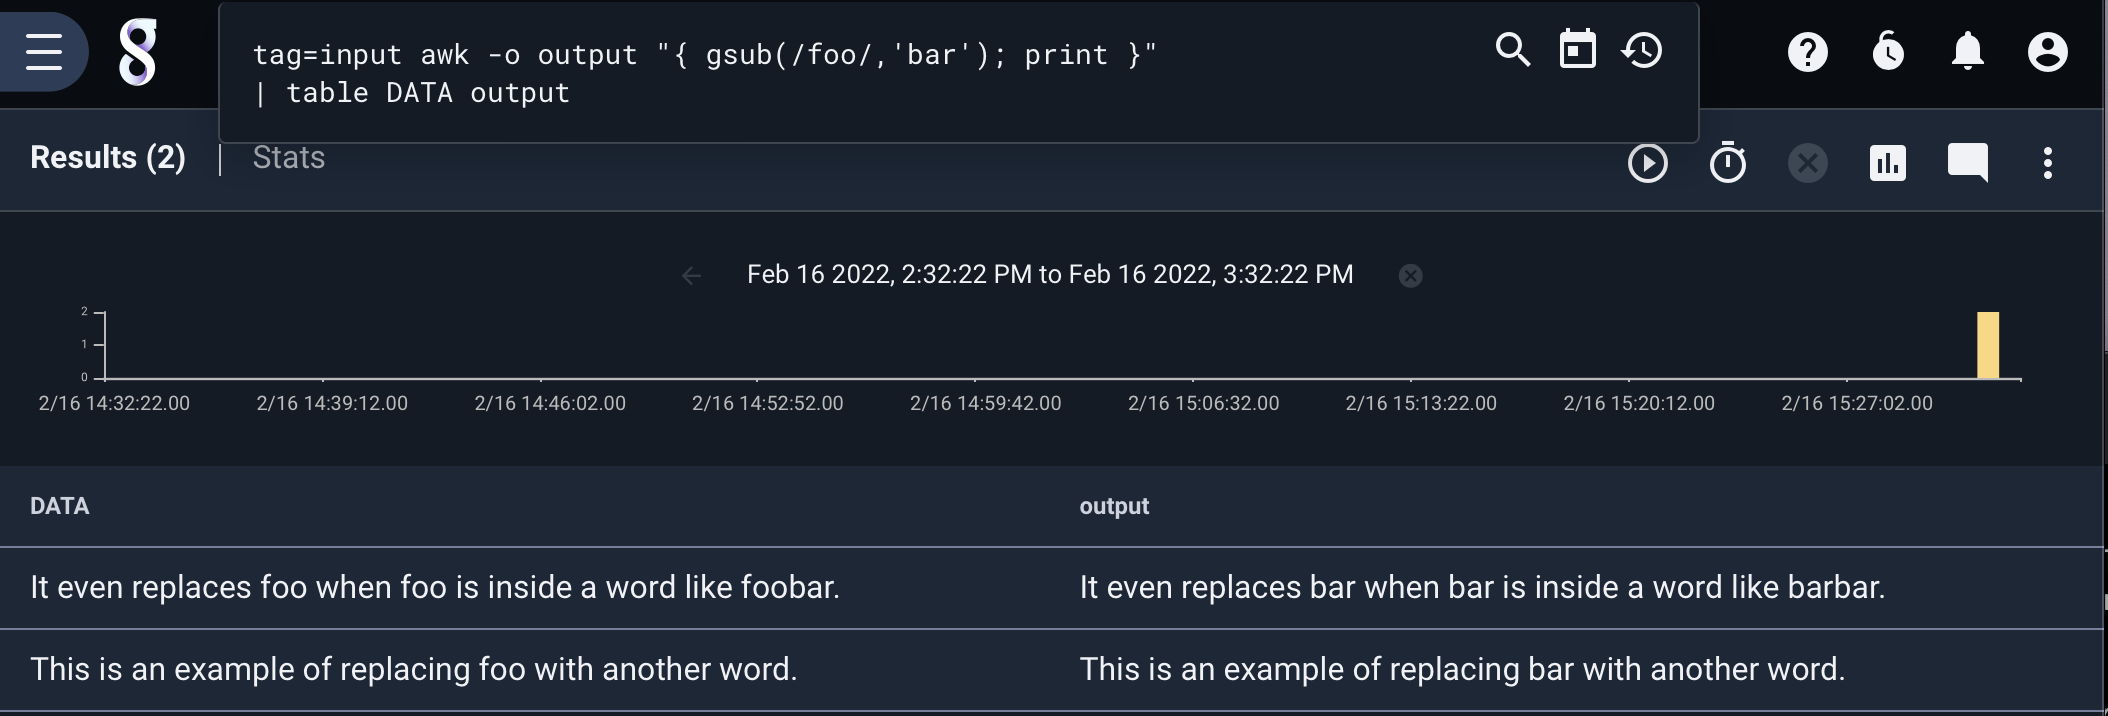 tag=input awk -o output "{ gsub(/foo/,'bar'); print }"
| table DATA output
Results (2) | Stats
Feb 16 2022, 2:32:22 PM to Feb 16 2022, 3:32:22 PM
2
1
0
2/16 14:32:22.00 2/16 14:39:12.00 2/16 14:46:02.00 2/16 14:52:52.00 2/16 14:59:42.00 2/16 15:06:32.00 2/16 15:13:22.00 2/16 15:20:12.00 2/16 15:27:02.00
DATA output
It even replaces foo when foo is inside a word like foobar. It even replaces bar when bar is inside a word like barbar.
This is an example of replacing foo with another word. This is an example of replacing bar with another word.